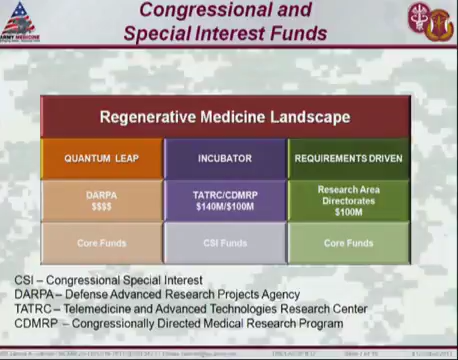 ARMY MEDICINE
Congressional and
Special Interest Funds
Regenerative Medicine Landscape
QUANTUM LEAP
INCUBATOR
REQUIREMENTS DRIVEN
DARPA
$$$$
TATRC/CDMRP
$140M/$100M
Research Area
Directorates
$100M
Core Funds
CSI Funds
Core Funds
CSI – Congressional Special Interest
DARPA – Defense Advanced Research Projects Agency
TATRC – Telemedicine and Advanced Technologies Research Center
CDMRP – Congressionally Directed Medical Research Program